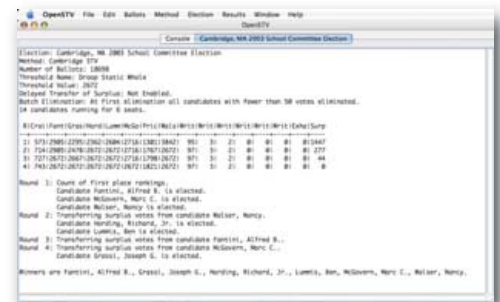 OpenSTV File Edit Ballots Method Election Results Window Help
OpenSTV
Console Cambridge, MA 2003 School Committee Election
Election: Cambridge, MA 2003 School Committee Election
Method: Cambridge STV
Number of Ballots: 18698
Threshold Name: Droop Static Whole
Threshold Value: 2672
Delayed Transfer of Surplus: Not Enabled.
Batch Elimination: At first elimination all candidates with fewer than 50 votes eliminated.
14 candidates running for 6 seats.
Round 1: Count of first place rankings.
Candidate Fantini, Alfred B. is elected.
Candidate McGovern, Marc C. is elected.
Candidate Walser, Nancy is elected.
Round 2: Transferring surplus votes from candidate Walser, Nancy.
Candidate Harding, Richard, Jr. is elected.
Candidate Lummis, Ben is elected.
Round 3: Transferring surplus votes from candidate Fantini, Alfred B..
Round 4: Transferring surplus votes from candidate McGovern, Marc C..
Candidate Grassi, Joseph G. is elected.
Winners are Fantini, Alfred B., Grassi, Joseph G., Harding, Richard, Jr., Lummis, Ben, McGovern, Marc C., Walser, Nancy.